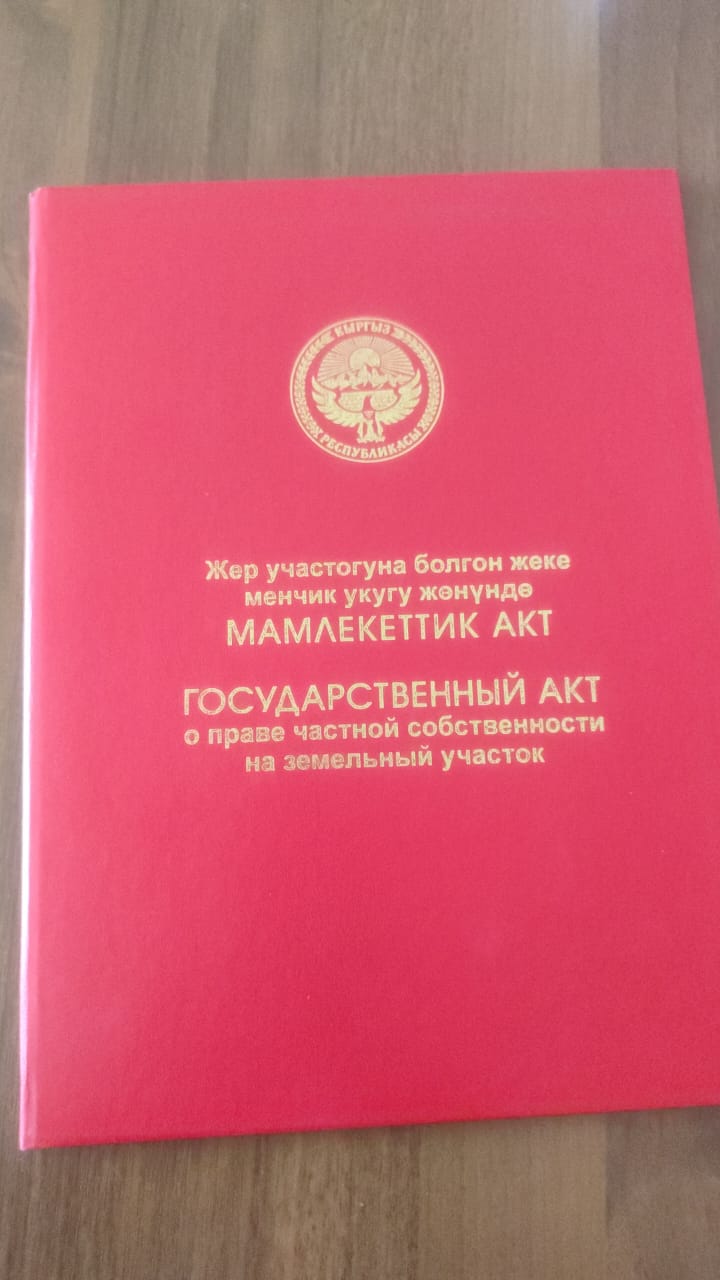 КЫРГЫЗ
РЕСПУБЛИКАСЫ
Жер участогуна болгон жеке
менчик укугу жөнүндө
МАМЛЕКЕТТИК АКТ
ГОСУДАРСТВЕННЫЙ АКТ
о праве частной собственности
на земельный участок